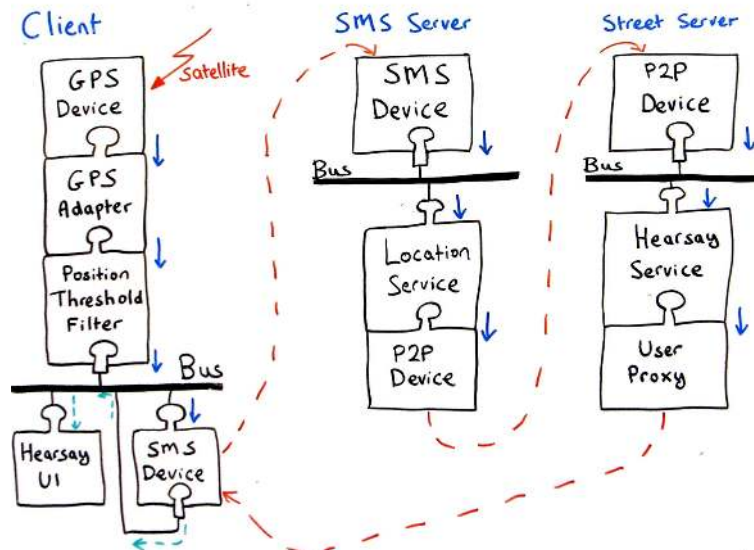 Client
SMS Server
Street Server
Satellite
GPS
Device
GPS
Adapter
Position
Threshold
Filter
Bus
Hearsay
UI
SMS
Device
SMS
Device
Bus
Location
Service
P2P
Device
P2P
Device
Bus
Hearsay
Service
User
Proxy